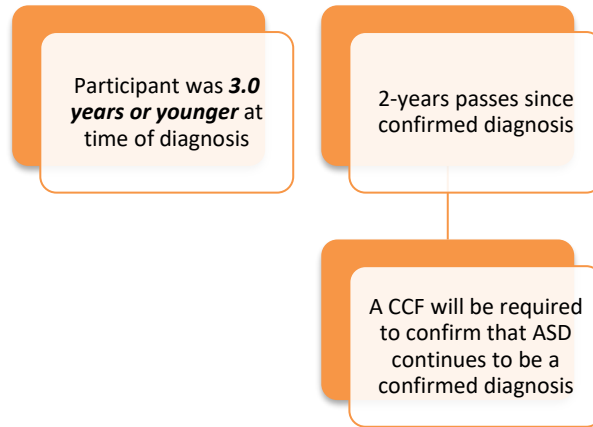 Participant was 3.0
years or younger at
time of diagnosis
2-years passes since
confirmed diagnosis
A CCF will be required
to confirm that ASD
continues to be a
confirmed diagnosis